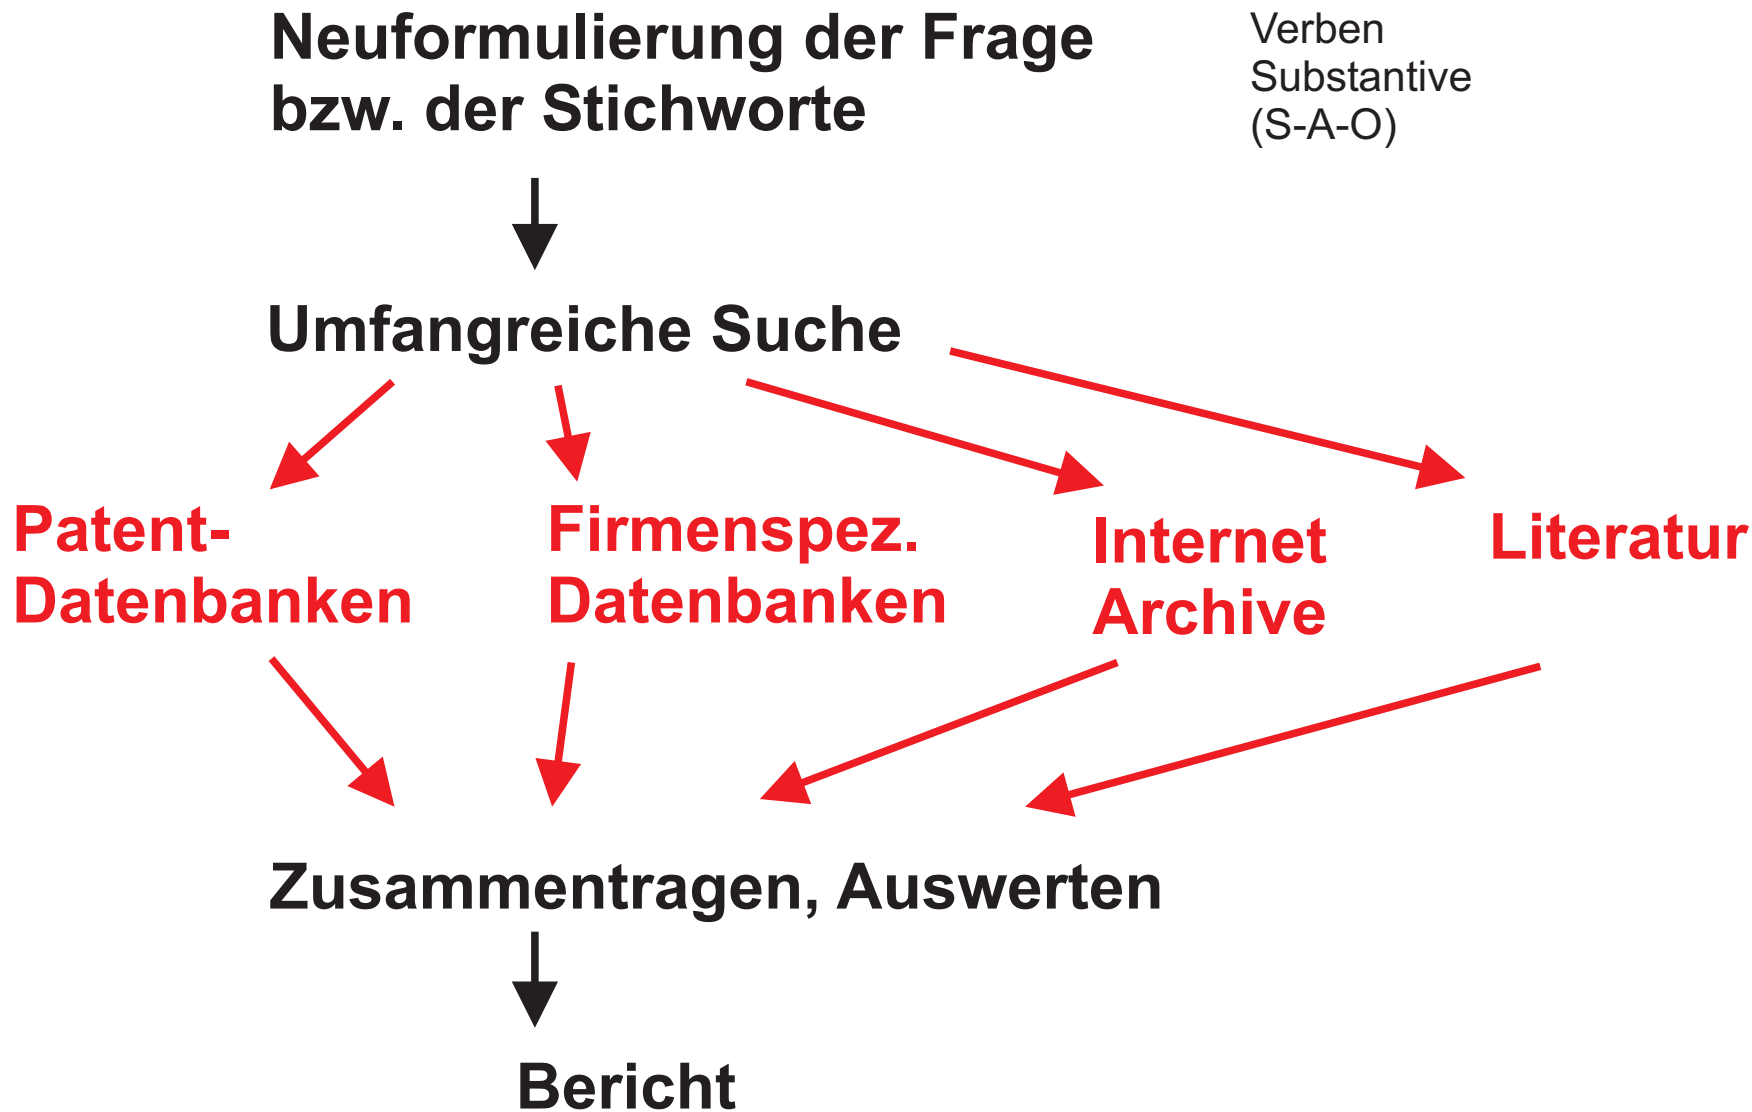 Neuformulierung der Frage
bzw. der Stichworte
Verben
Substantive
(S-A-O)
Umfangreiche Suche
Patent-
Datenbanken
Firmenspez.
Datenbanken
Internet
Archive
Literatur
Zusammentragen, Auswerten
Bericht